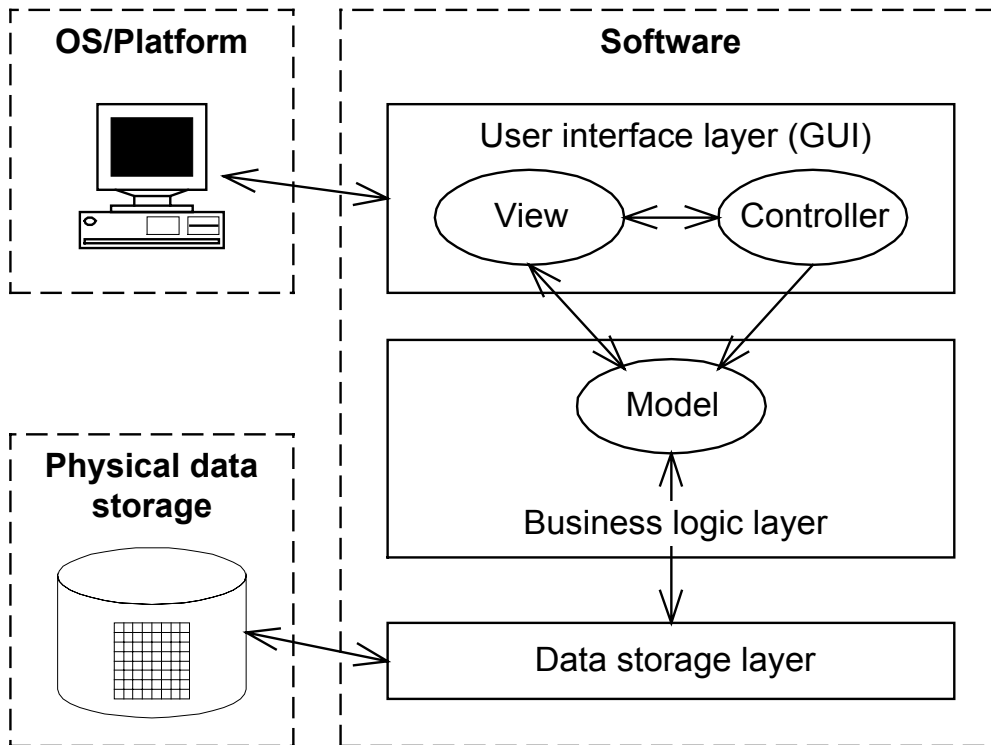 OS/Platform
Software
User interface layer (GUI)
View
Controller
Model
Business logic layer
Physical data
storage
Data storage layer